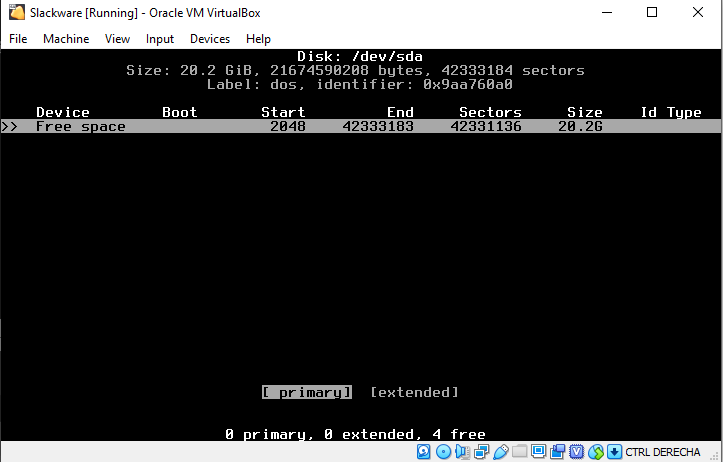 Slackware [Running] - Oracle VM VirtualBox
File Machine View Input Devices Help
Disk: /dev/sda
Size: 20.2 GiB, 21674590208 bytes, 42333184 sectors
Label: dos, identifier: 0x9aa760a0
Device Boot Start End Sectors Size Id Type
>> Free space 2048 42333183 42331136 20.2G
[ primary] [extended]
0 primary, 0 extended, 4 free
CTRL DERECHA